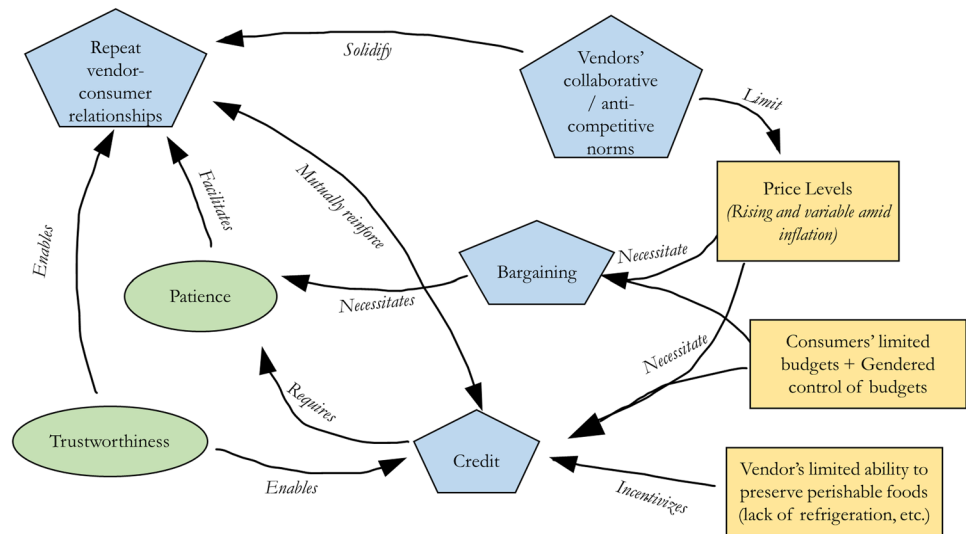 Repeat
vendor-
consumer
relationships
Solidify
Vendors'
collaborative
/ anti-
competitive
norms
Limit
Price Levels
(Rising and variable amid
inflation)
Mutually reinforce
Facilitates
Enables
Necessitate
Bargaining
Patience
Necessitates
Necessitate
Consumers' limited
budgets + Gendered
control of budgets
Requires
Trustworthiness
Credit
Enables
Incentivizes
Vendor's limited ability to
preserve perishable foods
(lack of refrigeration, etc.)